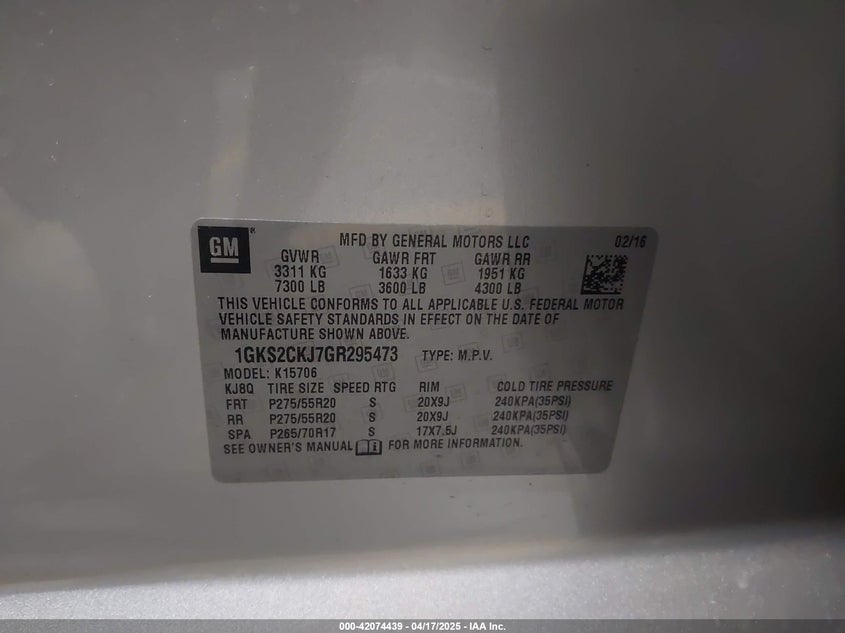 GM ®
MFD BY GENERAL MOTORS LLC 02/16
GVWR GAWR FRT GAWR RR
3311 KG 1633 KG 1951 KG
7300 LB 3600 LB 4300 LB
THIS VEHICLE CONFORMS TO ALL APPLICABLE U.S. FEDERAL MOTOR
VEHICLE SAFETY STANDARDS IN EFFECT ON THE DATE OF
MANUFACTURE SHOWN ABOVE.
1GKS2CKJ7GR295473 TYPE: M.P.V.
MODEL: K15706
KJ8Q TIRE SIZE SPEED RTG RIM COLD TIRE PRESSURE
FRT P275/55R20 S 20X9J 240KPA(35PSI)
RR P275/55R20 S 20X9J 240KPA(35PSI)
SPA P265/70R17 S 17X7.5J 240KPA(35PSI)
SEE OWNER'S MANUAL FOR MORE INFORMATION.
000-42074439 - 04/17/2025 - IAA Inc.